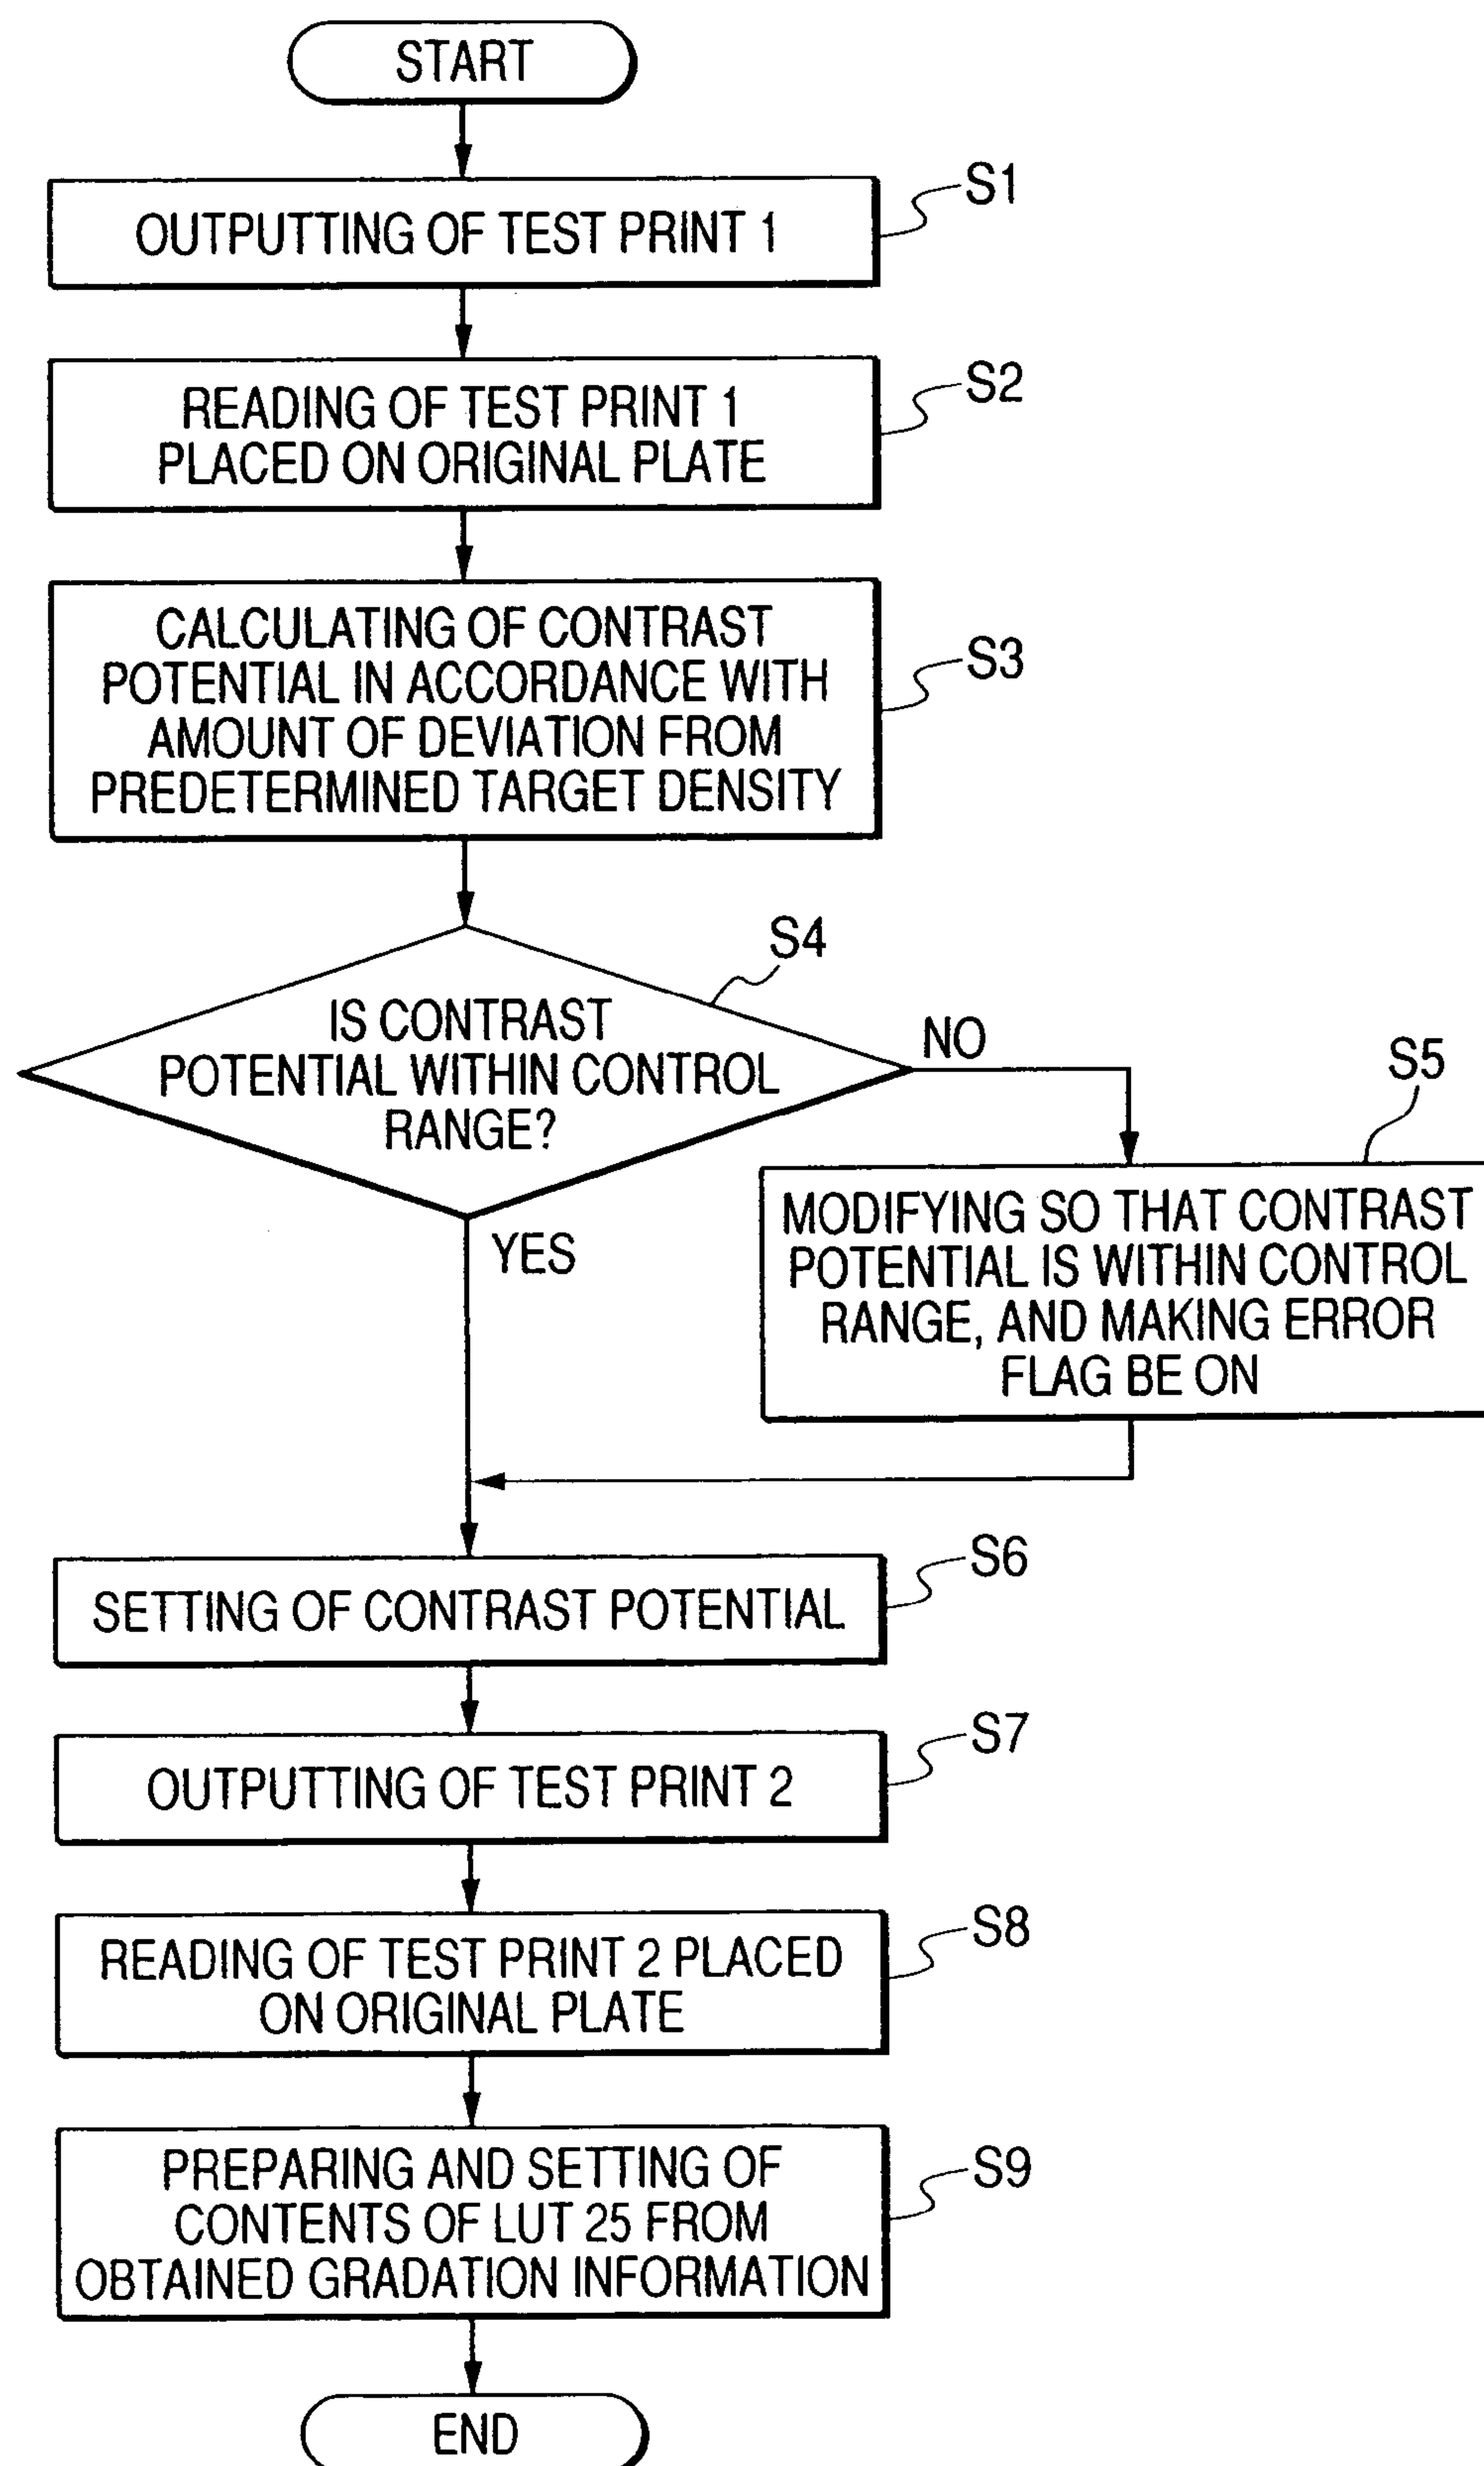 START
S1
OUTPUTTING OF TEST PRINT 1
S2
READING OF TEST PRINT 1
PLACED ON ORIGINAL PLATE
S3
CALCULATING OF CONTRAST
POTENTIAL IN ACCORDANCE WITH
AMOUNT OF DEVIATION FROM
PREDETERMINED TARGET DENSITY
S4
IS CONTRAST
POTENTIAL WITHIN CONTROL
RANGE?
NO
YES
S5
MODIFYING SO THAT CONTRAST
POTENTIAL IS WITHIN CONTROL
RANGE, AND MAKING ERROR
FLAG BE ON
S6
SETTING OF CONTRAST POTENTIAL
S7
OUTPUTTING OF TEST PRINT 2
S8
READING OF TEST PRINT 2 PLACED
ON ORIGINAL PLATE
S9
PREPARING AND SETTING OF
CONTENTS OF LUT 25 FROM
OBTAINED GRADATION INFORMATION
END